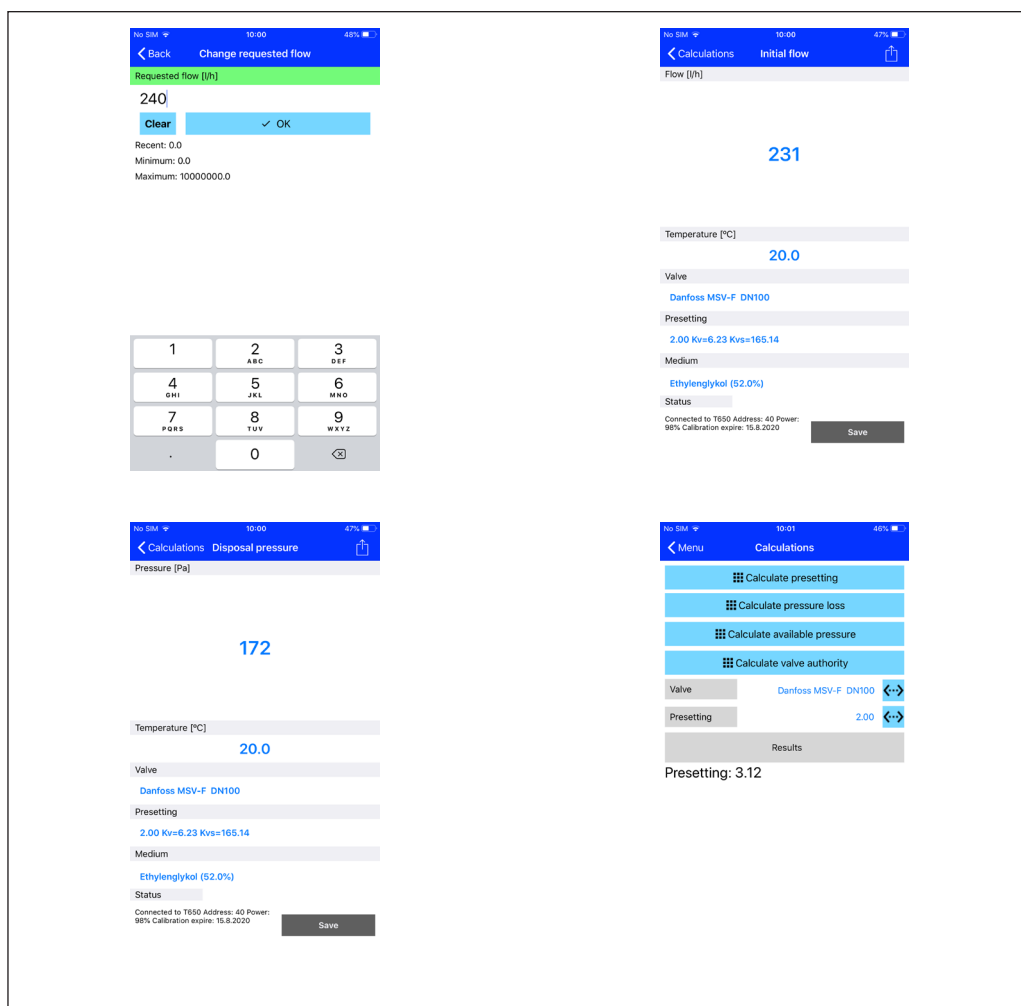 No SIM 10:00 48%
Back Change requested flow
Requested flow [l/h]
240
Clear ✓ OK
Recent: 0.0
Minimum: 0.0
Maximum: 10000000.0
1 2 3
ABC DEF
4 5 6
GHI JKL MNO
7 8 9
PQRS TUV WXYZ
. 0
No SIM 10:00 47%
Calculations Initial flow
Flow [l/h]
231
Temperature [ºC]
20.0
Valve
Danfoss MSV-F DN100
Presetting
2.00 Kv=6.23 Kvs=165.14
Medium
Ethylenglykol (52.0%)
Status
Connected to T650 Address: 40 Power:
98% Calibration expire: 15.8.2020
Save
No SIM 10:00 47%
Calculations Disposal pressure
Pressure [Pa]
172
Temperature [ºC]
20.0
Valve
Danfoss MSV-F DN100
Presetting
2.00 Kv=6.23 Kvs=165.14
Medium
Ethylenglykol (52.0%)
Status
Connected to T650 Address: 40 Power:
98% Calibration expire: 15.8.2020
Save
No SIM 10:01 46%
Menu Calculations
Calculate presetting
Calculate pressure loss
Calculate available pressure
Calculate valve authority
Valve Danfoss MSV-F DN100
Presetting 2.00
Results
Presetting: 3.12